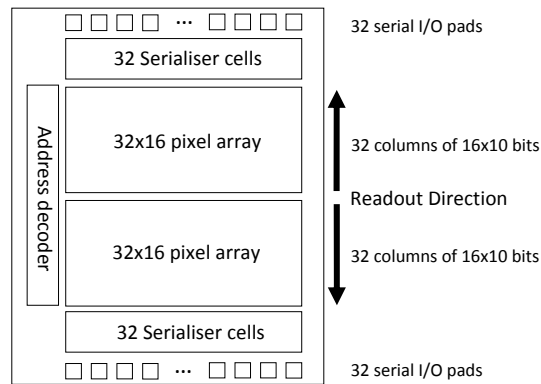 ... 32 serial I/O pads
32 Serialiser cells
Address decoder
32x16 pixel array
32 columns of 16x10 bits
Readout Direction
32x16 pixel array
32 columns of 16x10 bits
32 Serialiser cells
... 32 serial I/O pads